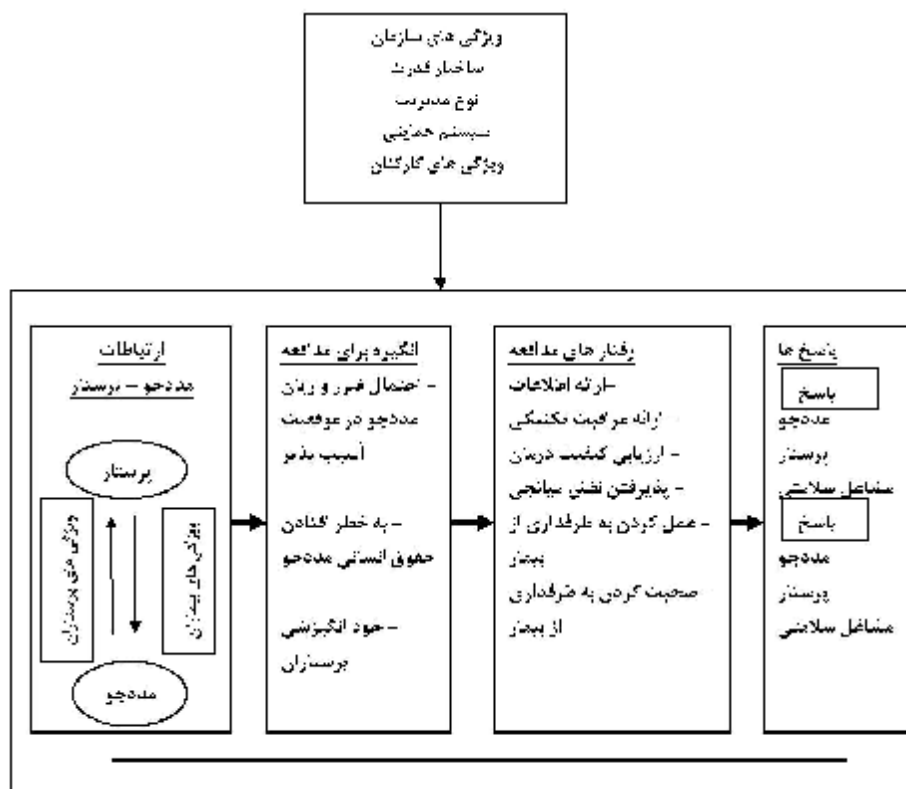 ویژگی های سازمان
ساختار قدرت
نوع مدیریت
سیستم حمایتی
ویژگی های کارکنان
ارتباطات
مددجو – پرستار
پرستار
ویژگی های پرستاران
ویژگی های بیماران
مددجو
انگیزه برای مدافعه
- احتمال ضرر و زیان
مددجو در موقعیت
آسیب پذیر
- به خطر افتادن
حقوق انسانی مددجو
- خود انگیزشی
پرستاران
رفتار های مدافعه
-ارائه اطلاعات
- ارائه مراقبت تکنیکی
- ارزیابی کیفیت درمان
- پذیرفتن نقش میانجی
- عمل کردن به طرفداری از
بیمار
- صحبت کردن به طرفداری
از بیمار
پاسخ ها
پاسخ
مددجو
پرستار
مشاغل سلامتی
پاسخ
مددجو
پرستار
مشاغل سلامتی